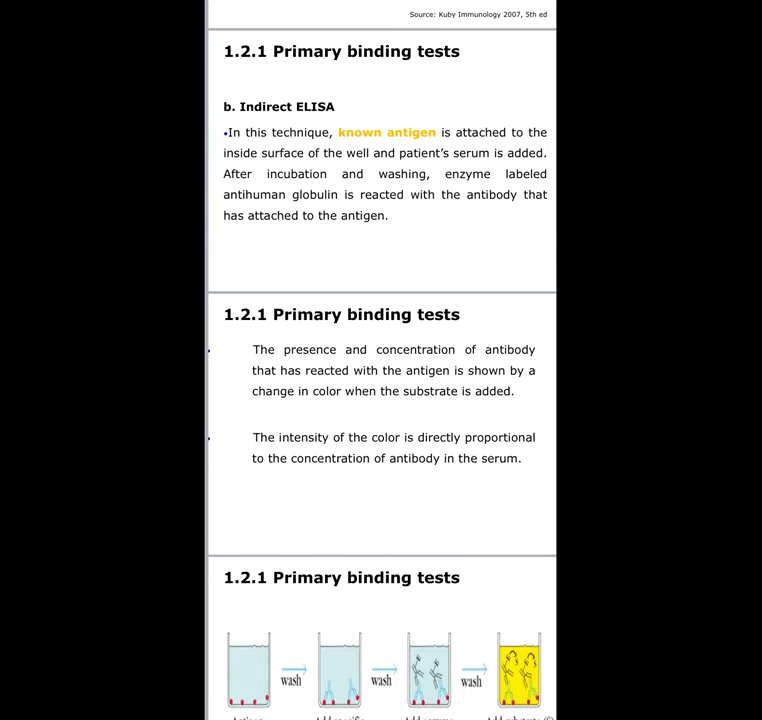 Source: Kuby Immunology 2007, 5th ed
1.2.1 Primary binding tests
b. Indirect ELISA
•In this technique, known antigen is attached to the
inside surface of the well and patient’s serum is added.
After incubation and washing, enzyme labeled
antihuman globulin is reacted with the antibody that
has attached to the antigen.
1.2.1 Primary binding tests
The presence and concentration of antibody
that has reacted with the antigen is shown by a
change in color when the substrate is added.
The intensity of the color is directly proportional
to the concentration of antibody in the serum.
1.2.1 Primary binding tests
wash wash wash